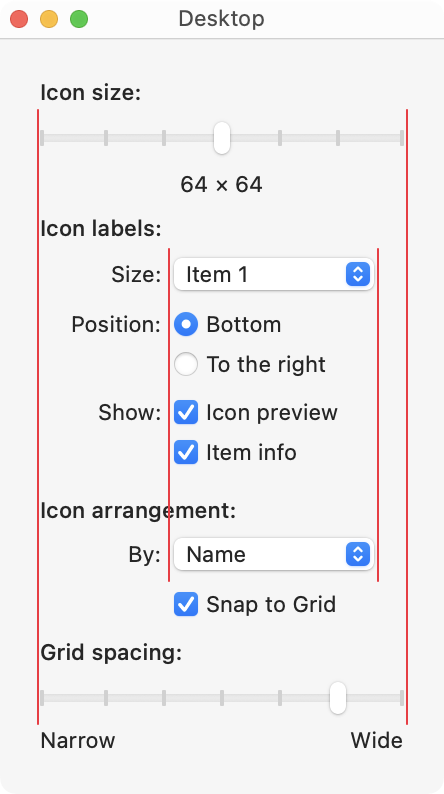 Desktop
Icon size:
64 × 64
Icon labels:
Size: Item 1
Position: Bottom
To the right
Show: Icon preview
Item info
Icon arrangement:
By: Name
Snap to Grid
Grid spacing:
Narrow Wide